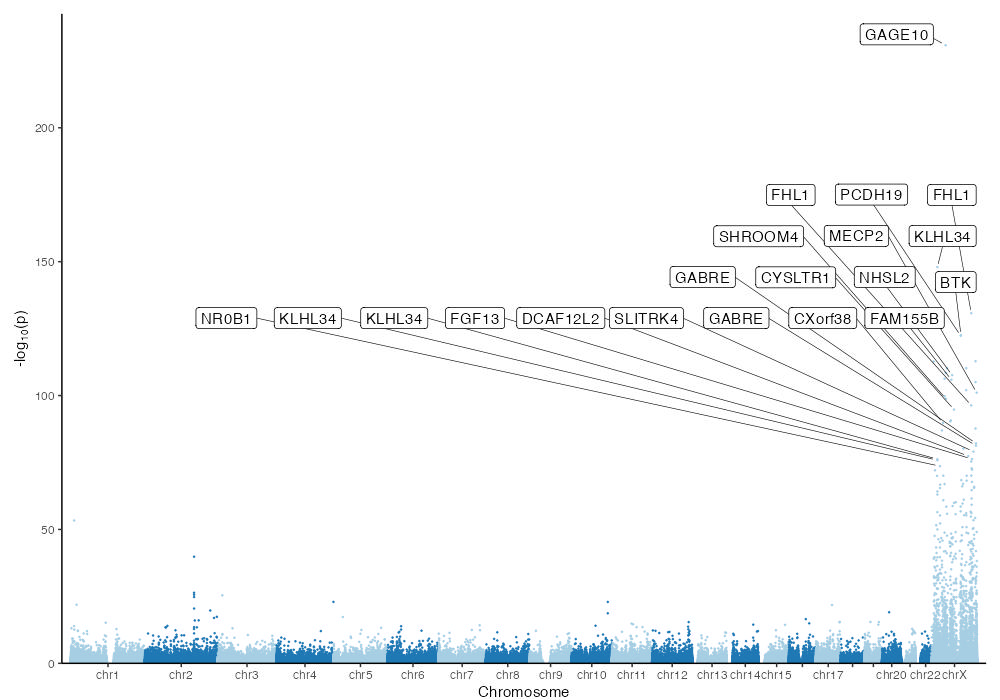 GAGE10
200
FHL1 PCDH19 FHL1
SHROOM4 MECP2 KLHL34
150
GABRE CYSLTR1 NHSL2 BTK
NR0B1 KLHL34 KLHL34 FGF13 DCAF12L2 SLITRK4 GABRE CXorf38 FAM155B
-log₁₀(p)
100
50
0
chr1 chr2 chr3 chr4 chr5 chr6 chr7 chr8 chr9 chr10 chr11 chr12 chr13 chr14 chr15 chr17 chr18 chr20 chr22 chrX
Chromosome